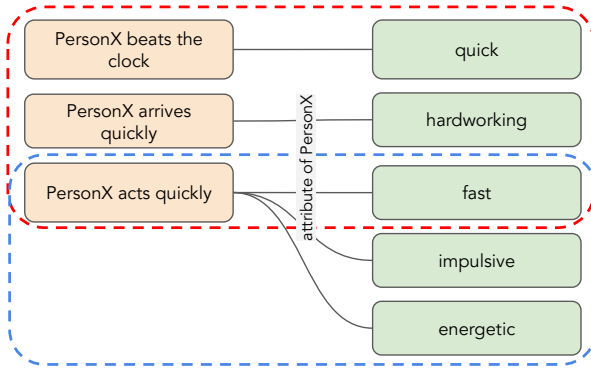 PersonX beats the
clock
quick
PersonX arrives
quickly
hardworking
attribute of PersonX
PersonX acts quickly
fast
impulsive
energetic